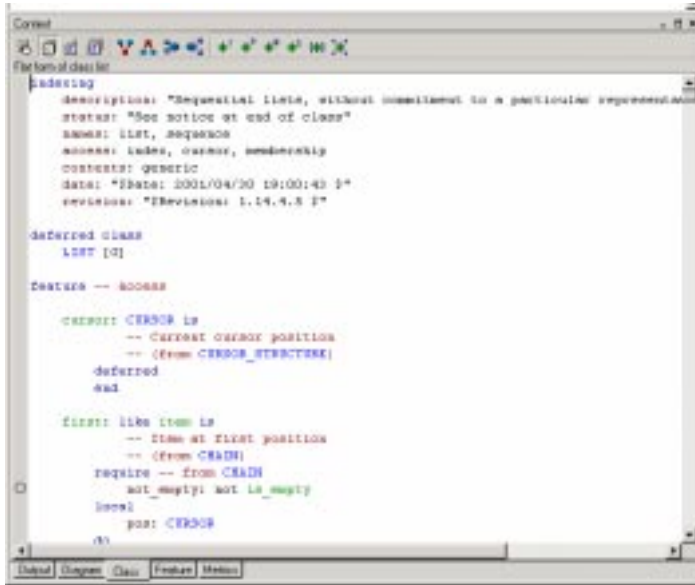 Context
Flat form of class list
indexing
description: "Sequential lists, without commitment to a particular
status: "See notice at end of class"
names: list, sequence
access: index, cursor, membership
contents: generic
date: "$Date: 2001/04/30 19:00:43 $"
revision: "$Revision: 1.14.4.5 $"
deferred class
LIST [G]
feature -- Access
cursor: CURSOR is
-- Current cursor position
-- (from CURSOR_STRUCTURE)
deferred
end
first: like item is
-- Item at first position
-- (from CHAIN)
require -- from CHAIN
not_empty: not is_empty
local
pos: CURSOR
do
Output Diagram Class Feature Metrics